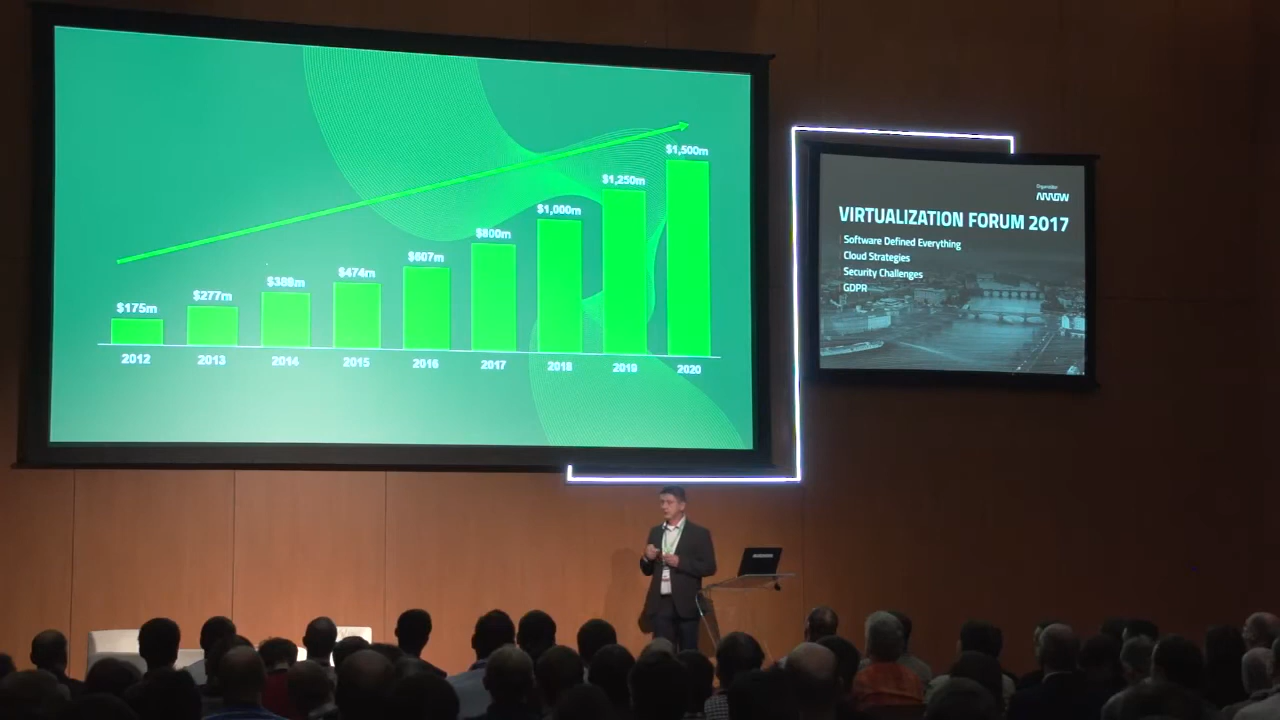 $1,500m
$1,250m
$1,000m
$800m
$607m
$474m
$388m
$277m
$175m
2012 2013 2014 2015 2016 2017 2018 2019 2020
Organizátor
ARROW
VIRTUALIZATION FORUM 2017
Software Defined Everything
Cloud Strategies
Security Challenges
GDPR